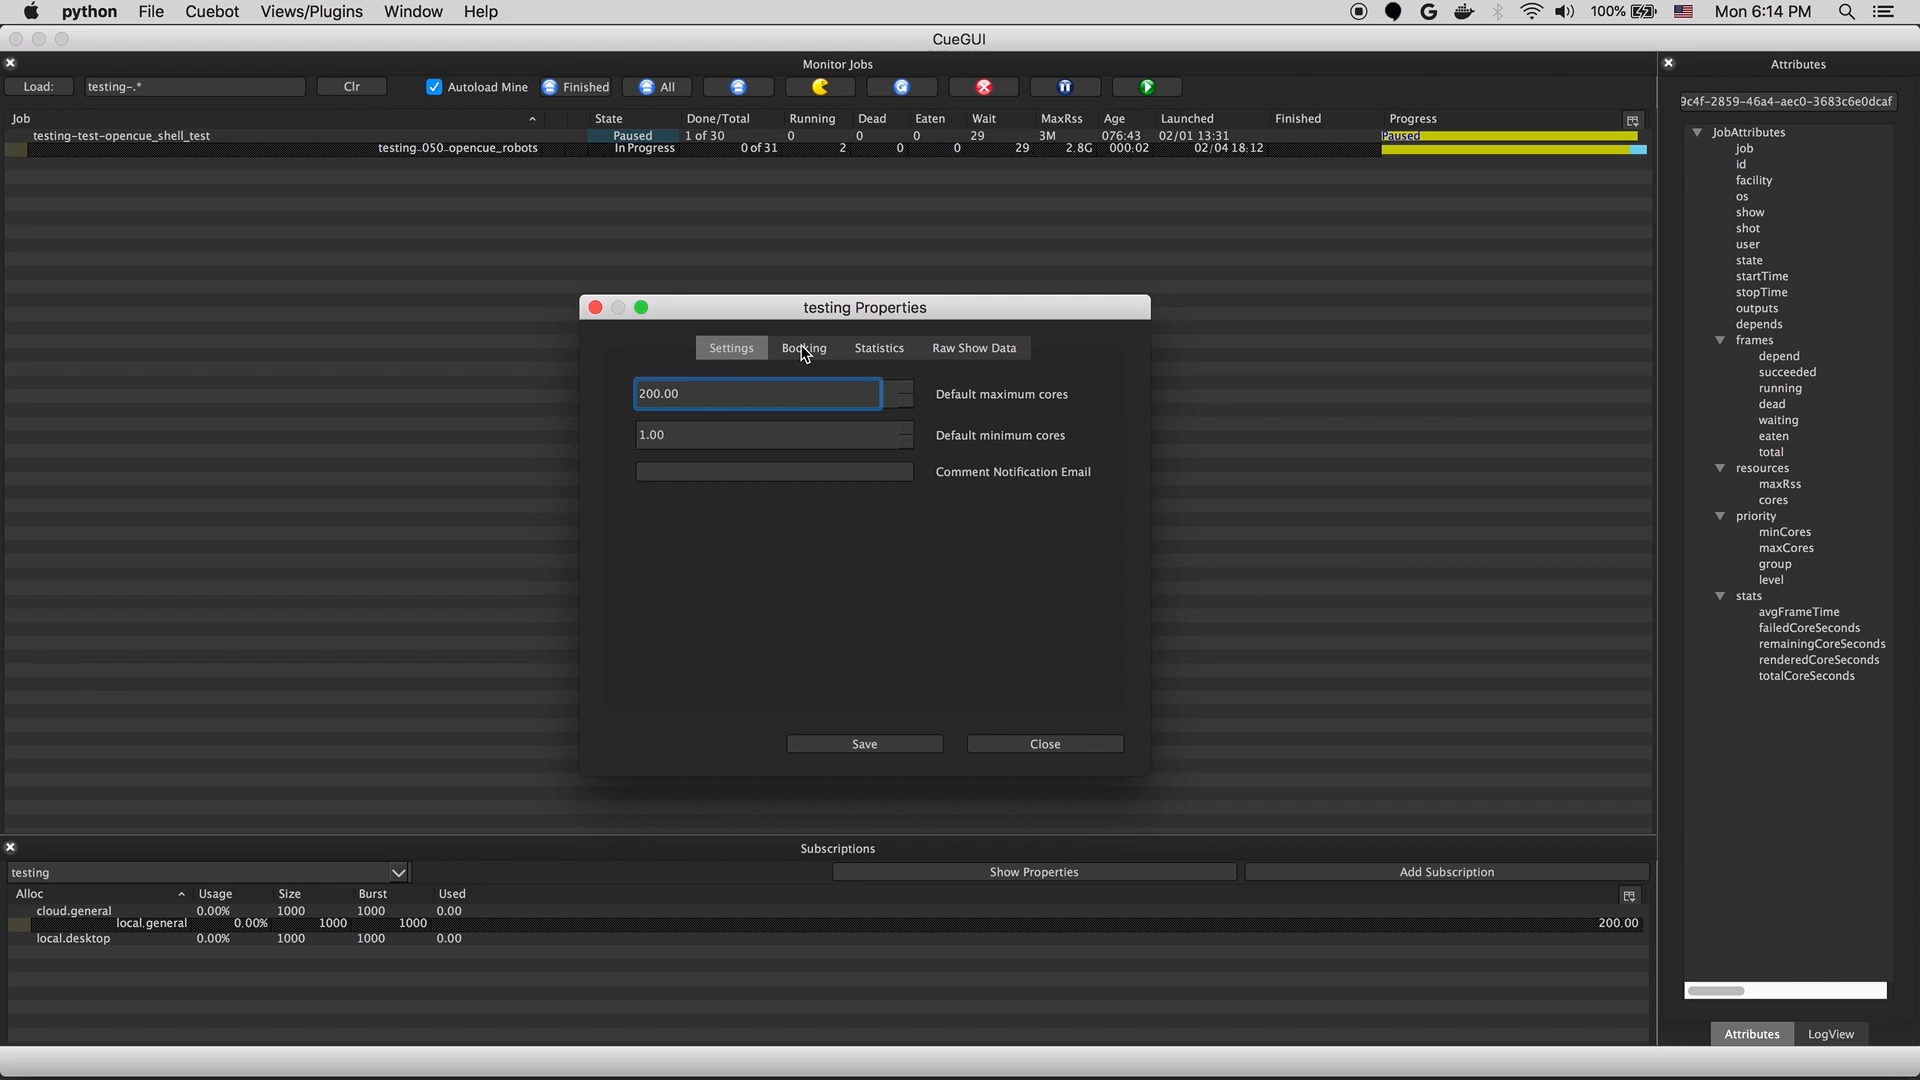 python File Cuebot Views/Plugins Window Help 100% Mon 6:14 PM
CueGUI
Monitor Jobs
Attributes
Load: testing-.* Clr Autoload Mine Finished All
9c4f-2859-46a4-aec0-3683c6e0dcaf
Job State Done/Total Running Dead Eaten Wait MaxRss Age Launched Finished Progress
testing-test-opencue_shell_test Paused 1 of 30 0 0 0 29 3M 076:43 02/01 13:31 Paused
testing-050-opencue_robots In Progress 0 of 31 2 0 0 29 2.8G 000:02 02/04 18:12
JobAttributes
job
id
facility
os
show
shot
user
state
startTime
stopTime
outputs
depends
frames
depend
succeeded
running
dead
waiting
eaten
total
resources
maxRss
cores
priority
minCores
maxCores
group
level
stats
avgFrameTime
failedCoreSeconds
remainingCoreSeconds
renderedCoreSeconds
totalCoreSeconds
testing Properties
Settings Booking Statistics Raw Show Data
200.00 Default maximum cores
1.00 Default minimum cores
Comment Notification Email
Save Close
Subscriptions
testing Show Properties Add Subscription
Alloc Usage Size Burst Used
cloud.general 0.00% 1000 1000 0.00
local.general 0.00% 1000 1000 200.00
local.desktop 0.00% 1000 1000 0.00
Attributes LogView